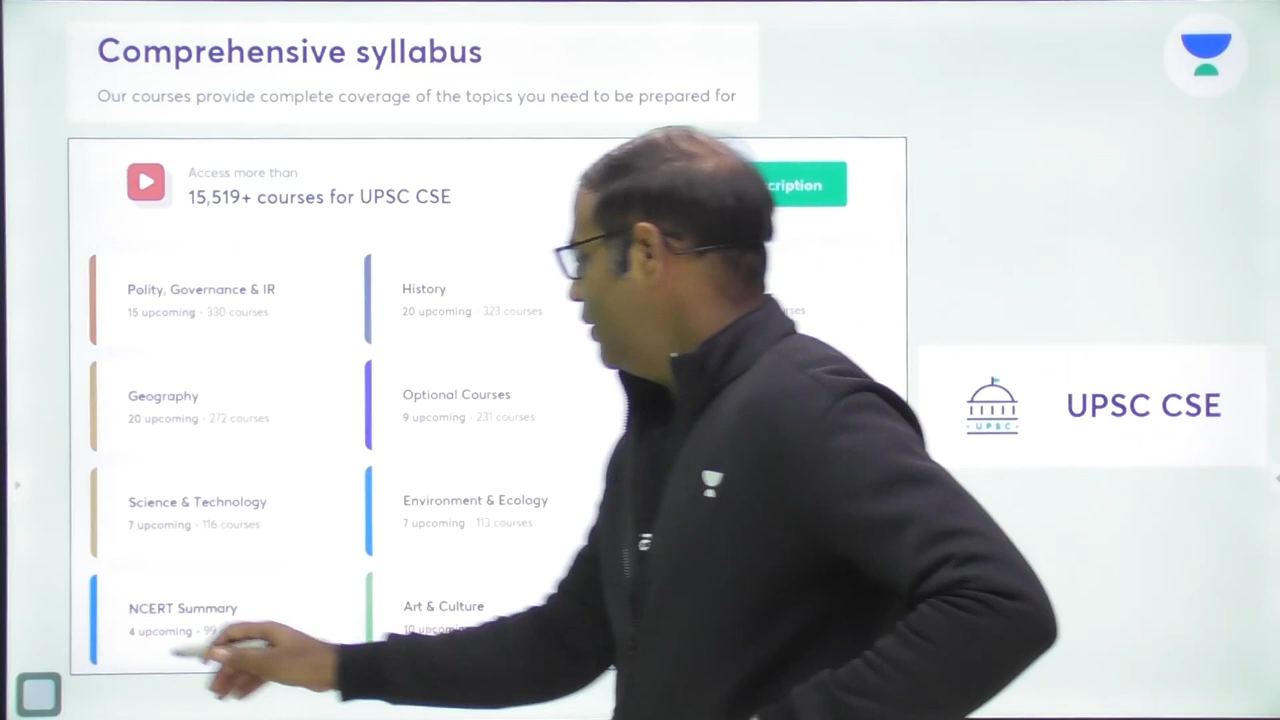 Comprehensive syllabus
Our courses provide complete coverage of the topics you need to be prepared for
Access more than
15,519+ courses for UPSC CSE
Polity, Governance & IR
15 upcoming · 330 courses
History
20 upcoming · 323 courses
Geography
20 upcoming · 272 courses
Optional Courses
9 upcoming · 231 courses
Science & Technology
7 upcoming · 116 courses
Environment & Ecology
7 upcoming · 113 courses
NCERT Summary
4 upcoming · 99
Art & Culture
10 upcoming
UPSC
UPSC CSE